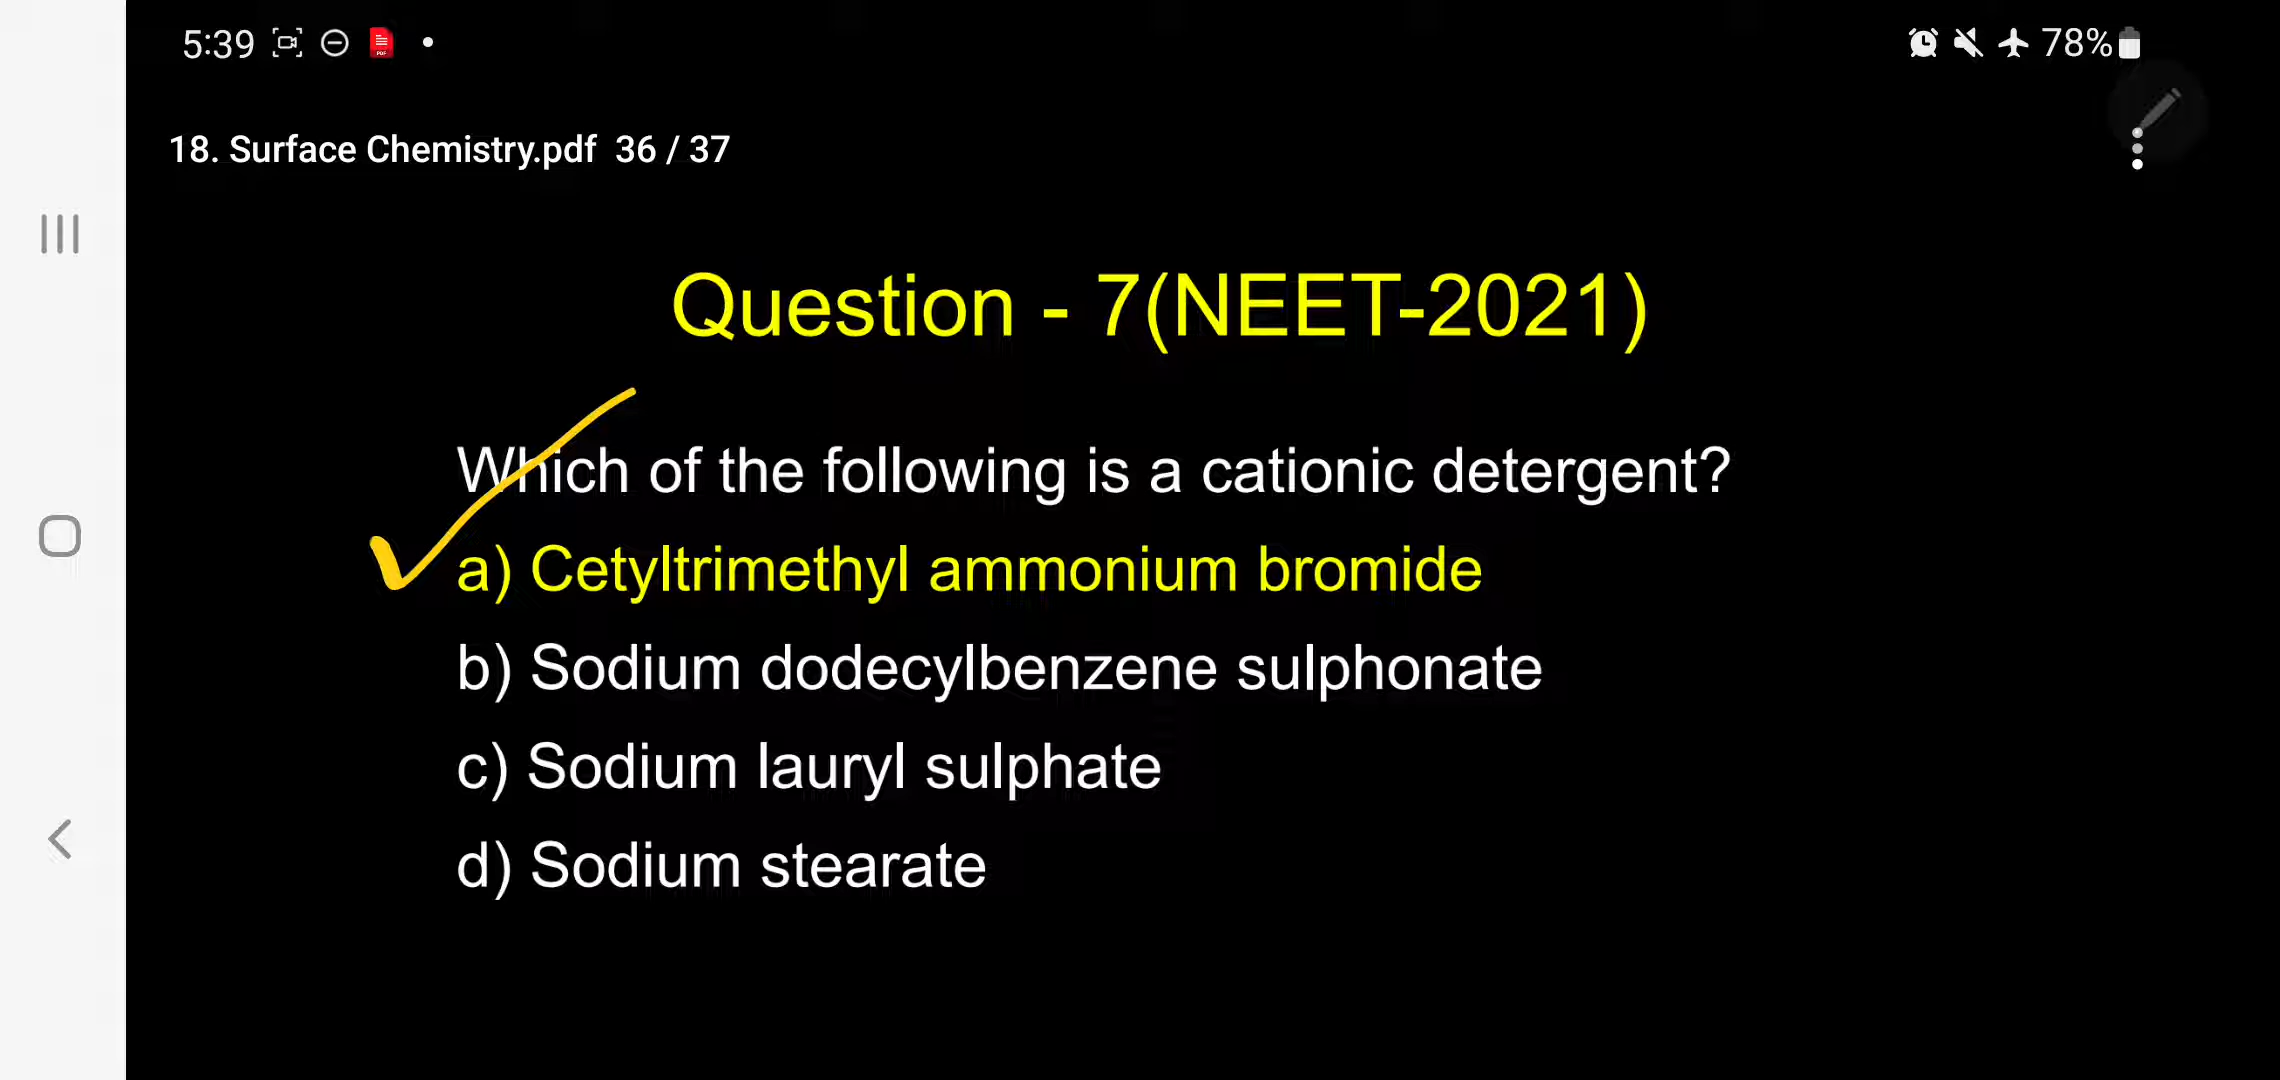 5:39
78%
18. Surface Chemistry.pdf 36 / 37
Question - 7(NEET-2021)
Which of the following is a cationic detergent?
a) Cetyltrimethyl ammonium bromide
b) Sodium dodecylbenzene sulphonate
c) Sodium lauryl sulphate
d) Sodium stearate